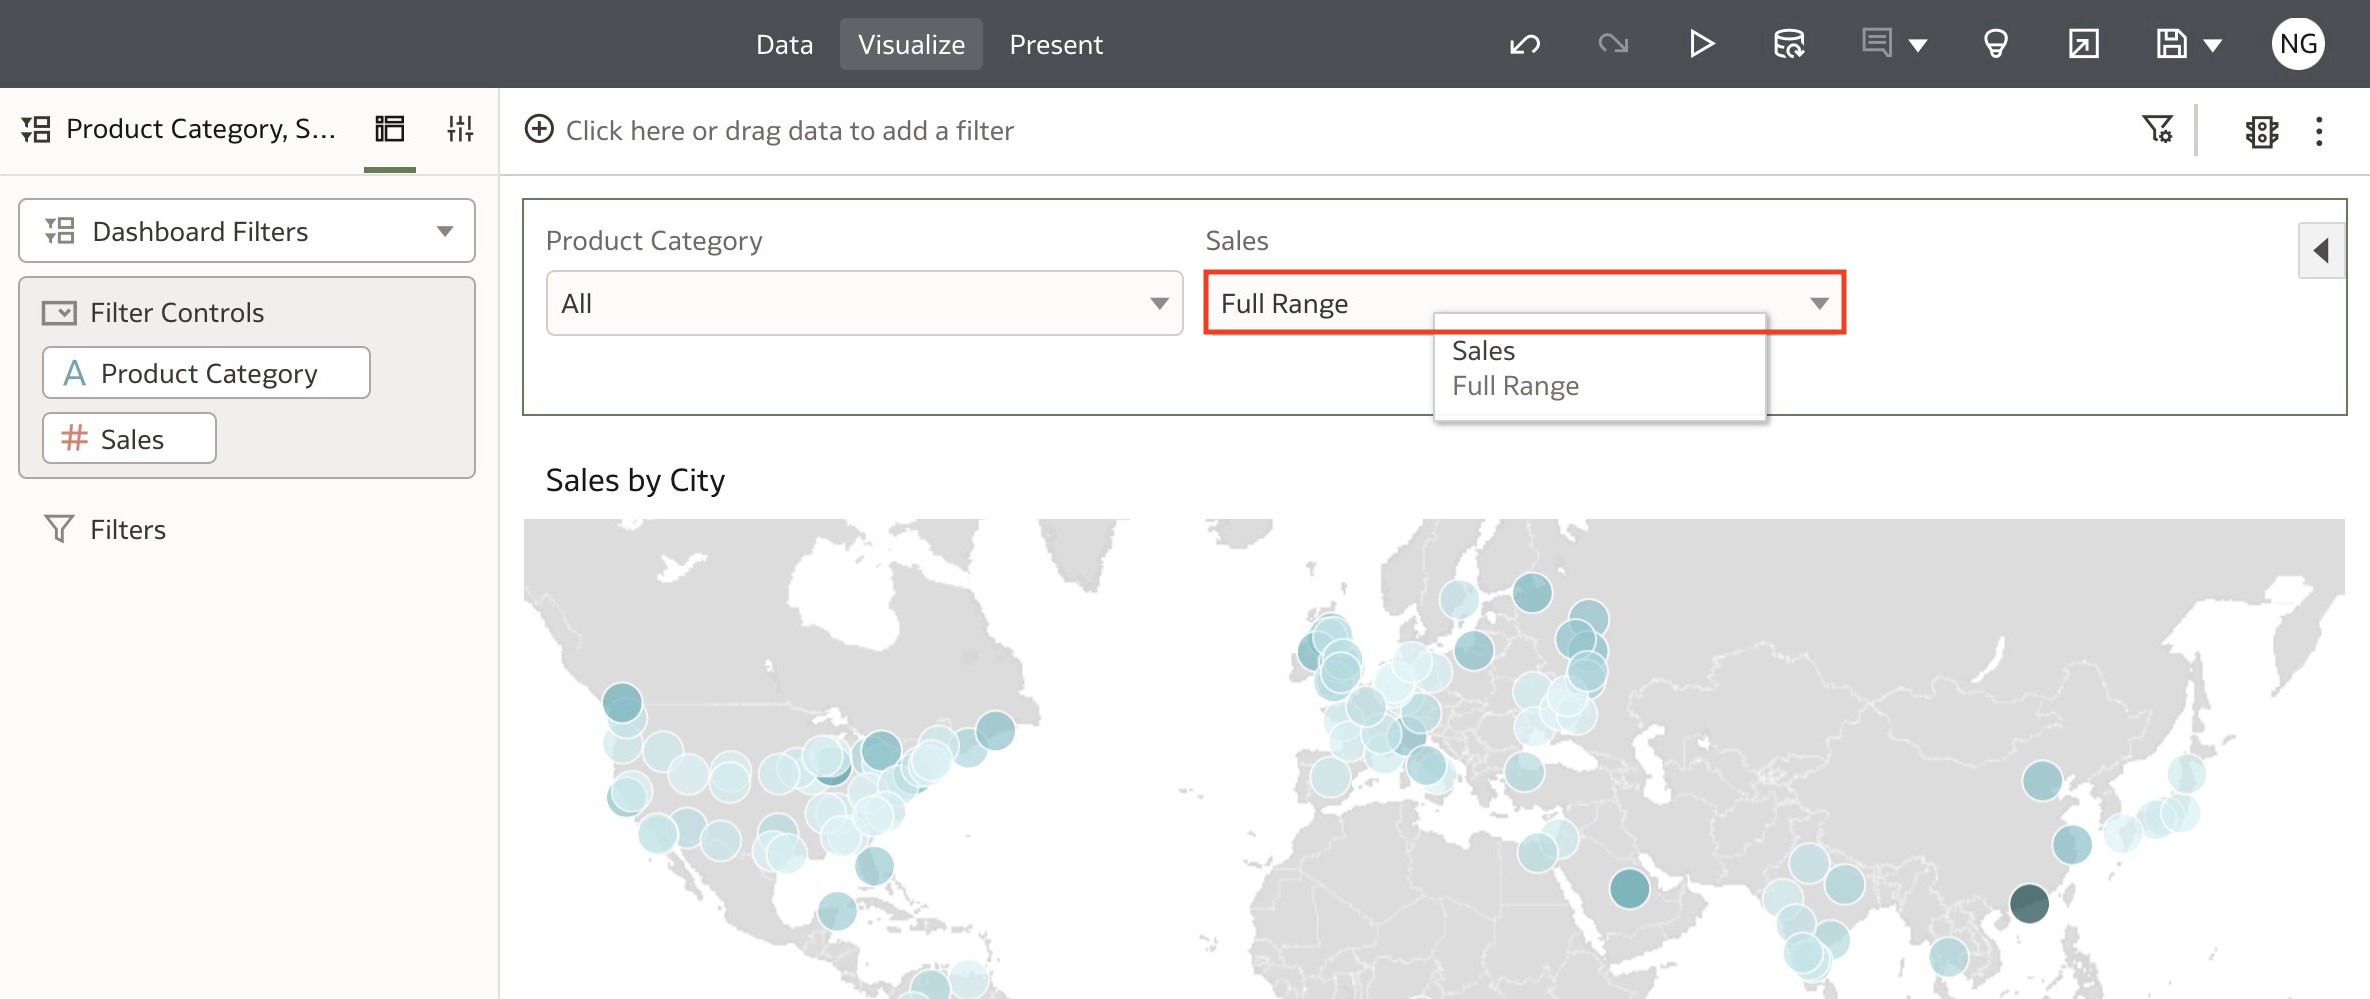 Data Visualize Present NG
Product Category, S...
Click here or drag data to add a filter
Dashboard Filters
Filter Controls
A Product Category
# Sales
Filters
Product Category
All
Sales
Full Range
Sales
Full Range
Sales by City